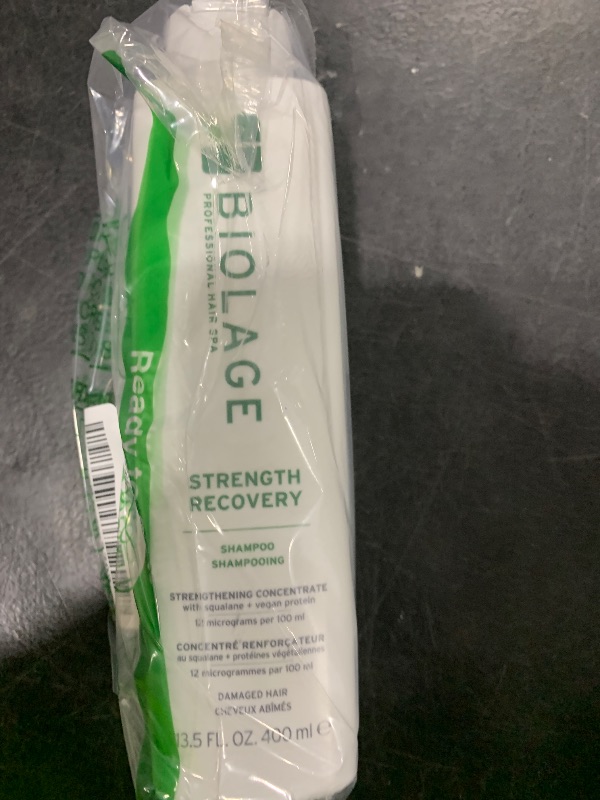 BIOLAGE
PROFESSIONAL HAIR SPA
Ready
STRENGTH
RECOVERY
SHAMPOO
SHAMPOOING
STRENGTHENING CONCENTRATE
with squalane + vegan protein
12 micrograms per 100 ml
CONCENTRÉ RENFORÇATEUR
au squalane + protéines végétaliennes
12 microgrammes par 100 ml
DAMAGED HAIR
CHEVEUX ABÎMÉS
13.5 FL. OZ. 400 ml ℮